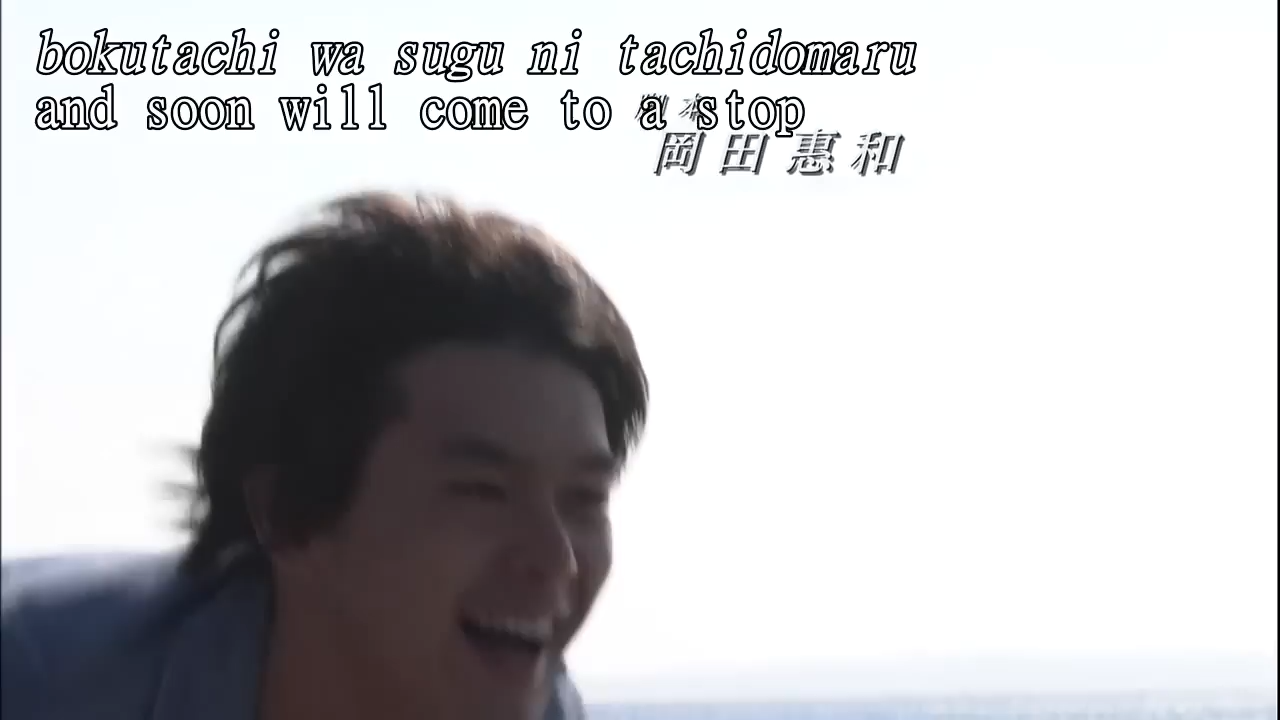 bokutachi wa sugu ni tachidomaru
and soon will come to a stop
脚本
岡田惠和